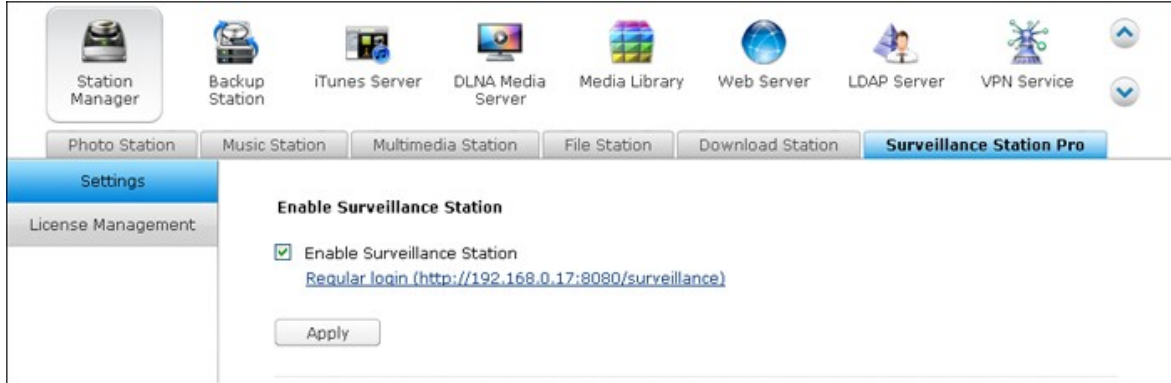 Station
Manager
Backup
Station
iTunes Server
DLNA Media
Server
Media Library
Web Server
LDAP Server
VPN Service
Photo Station
Music Station
Multimedia Station
File Station
Download Station
Surveillance Station Pro
Settings
License Management
Enable Surveillance Station
Enable Surveillance Station
Regular login (http://192.168.0.17:8080/surveillance)
Apply